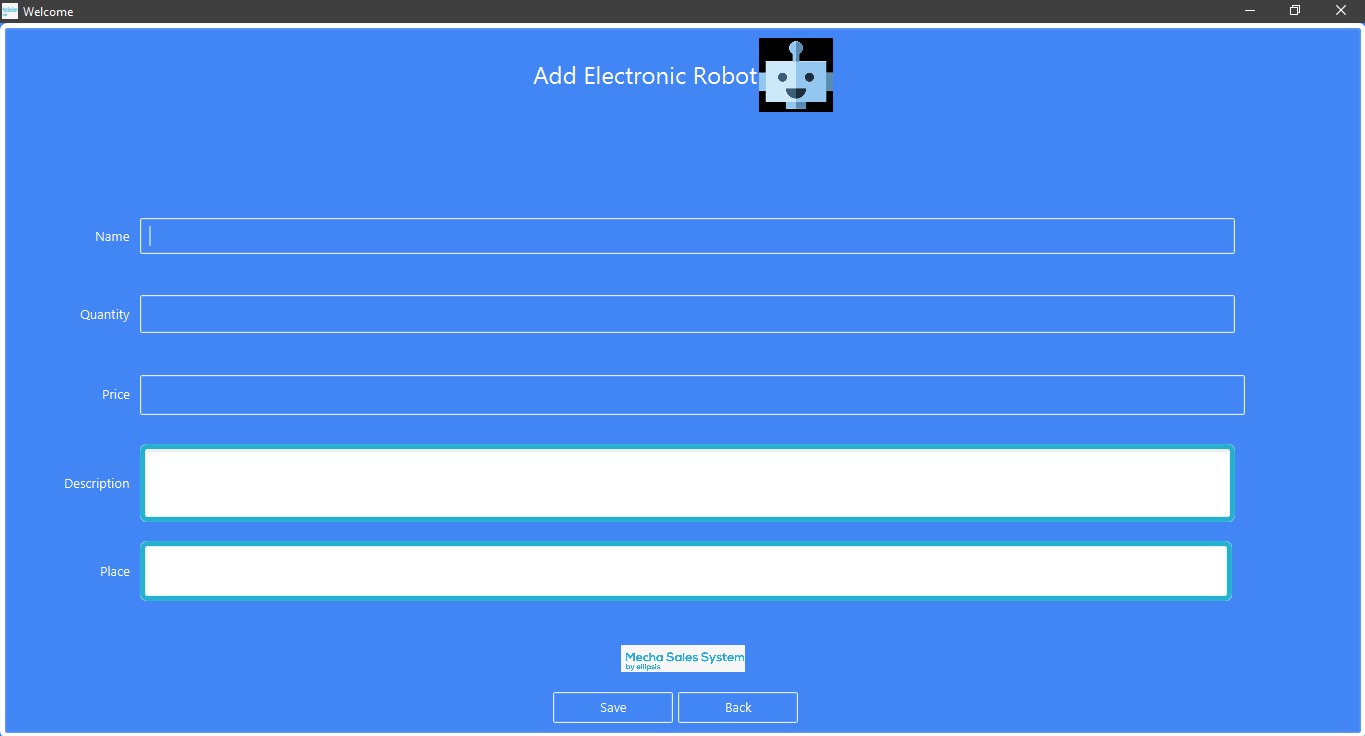 Welcome
Add Electronic Robot
Name
Quantity
Price
Description
Place
Mecha Sales System
by ellipsis
Save
Back